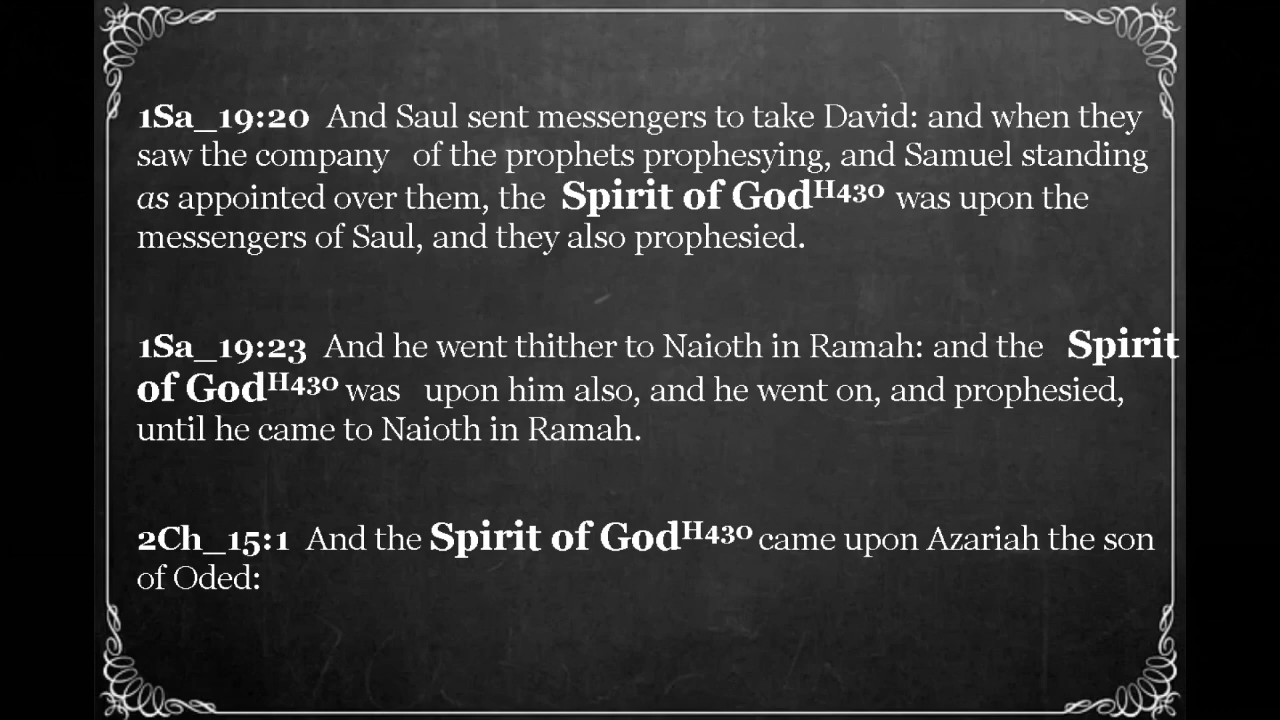 1Sa_19:20 And Saul sent messengers to take David: and when they
saw the company of the prophets prophesying, and Samuel standing
as appointed over them, the Spirit of GodH430 was upon the
messengers of Saul, and they also prophesied.
1Sa_19:23 And he went thither to Naioth in Ramah: and the Spirit
of GodH430 was upon him also, and he went on, and prophesied,
until he came to Naioth in Ramah.
2Ch_15:1 And the Spirit of GodH430 came upon Azariah the son
of Oded: